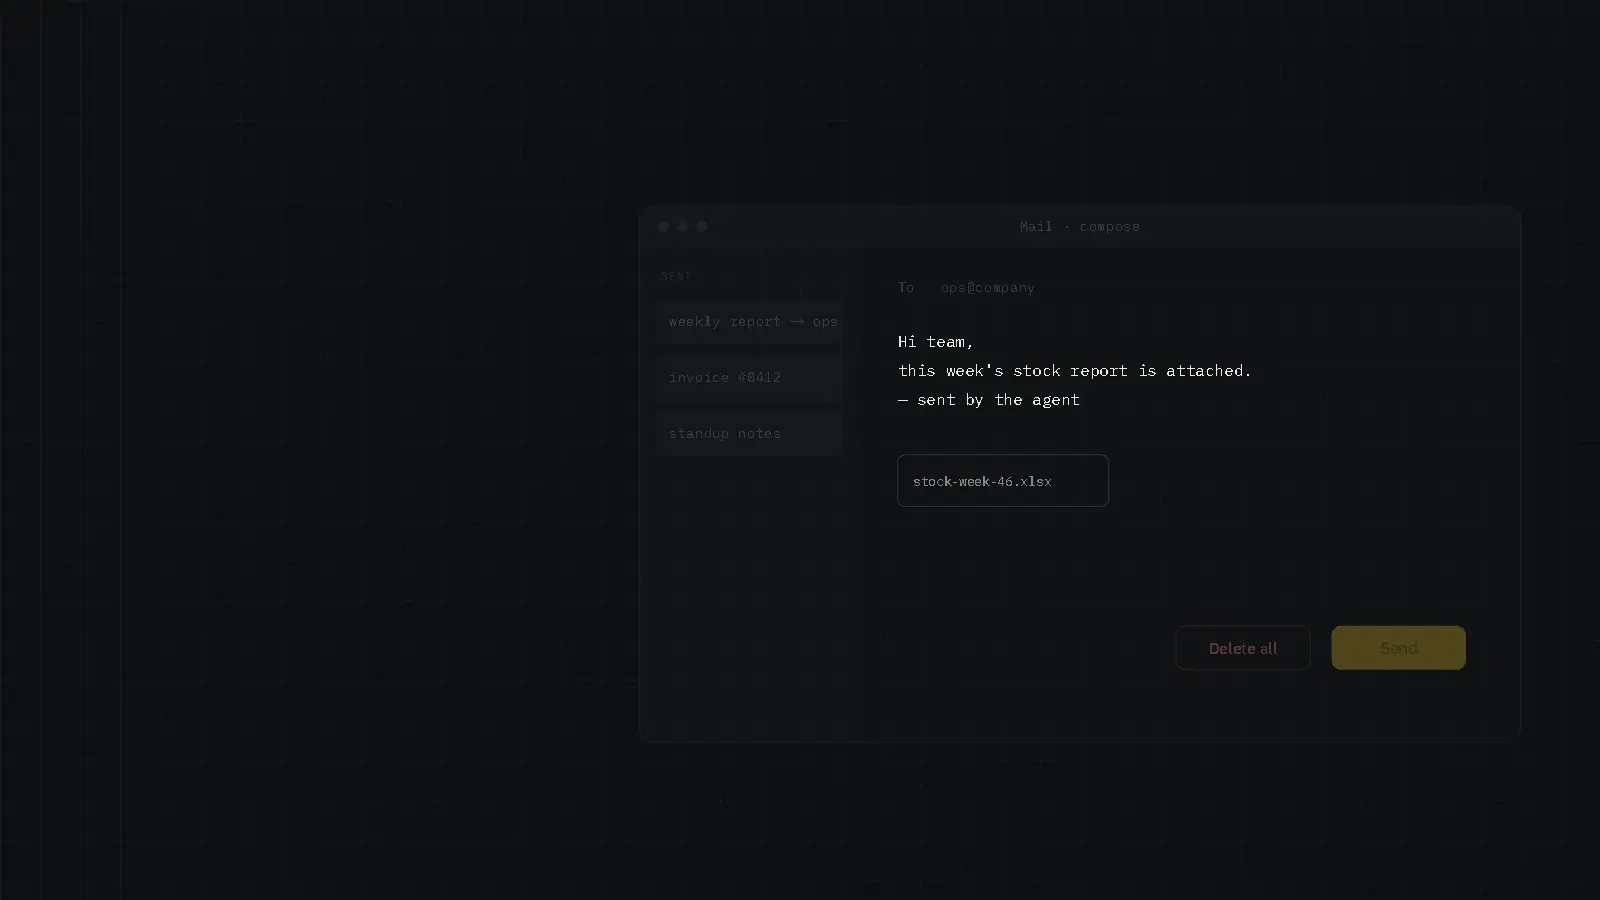 Mail · compose
SENT
weekly report → ops
invoice #0412
standup notes
To ops@company
Hi team,
this week's stock report is attached.
— sent by the agent
stock-week-46.xlsx
Delete all
Send